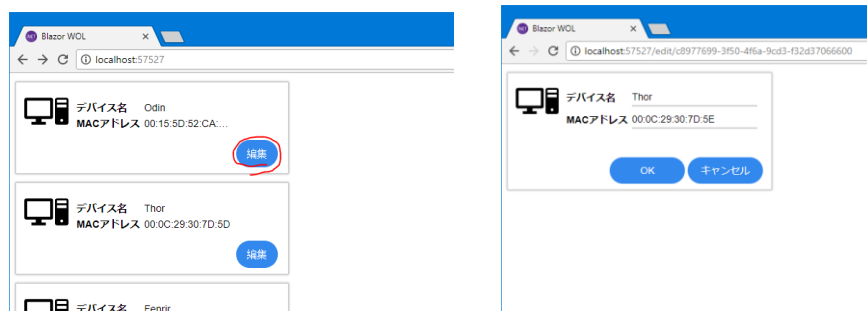 Blazor WOL
localhost:57527
デバイス名 Odin
MACアドレス 00:15:5D:52:CA:...
編集
デバイス名 Thor
MACアドレス 00:0C:29:30:7D:5D
編集
デバイス名 Fenrir
Blazor WOL
localhost:57527/edit/c8977699-3f50-4f6a-9cd3-f32d37066600
デバイス名 Thor
MACアドレス 00:0C:29:30:7D:5E
OK キャンセル